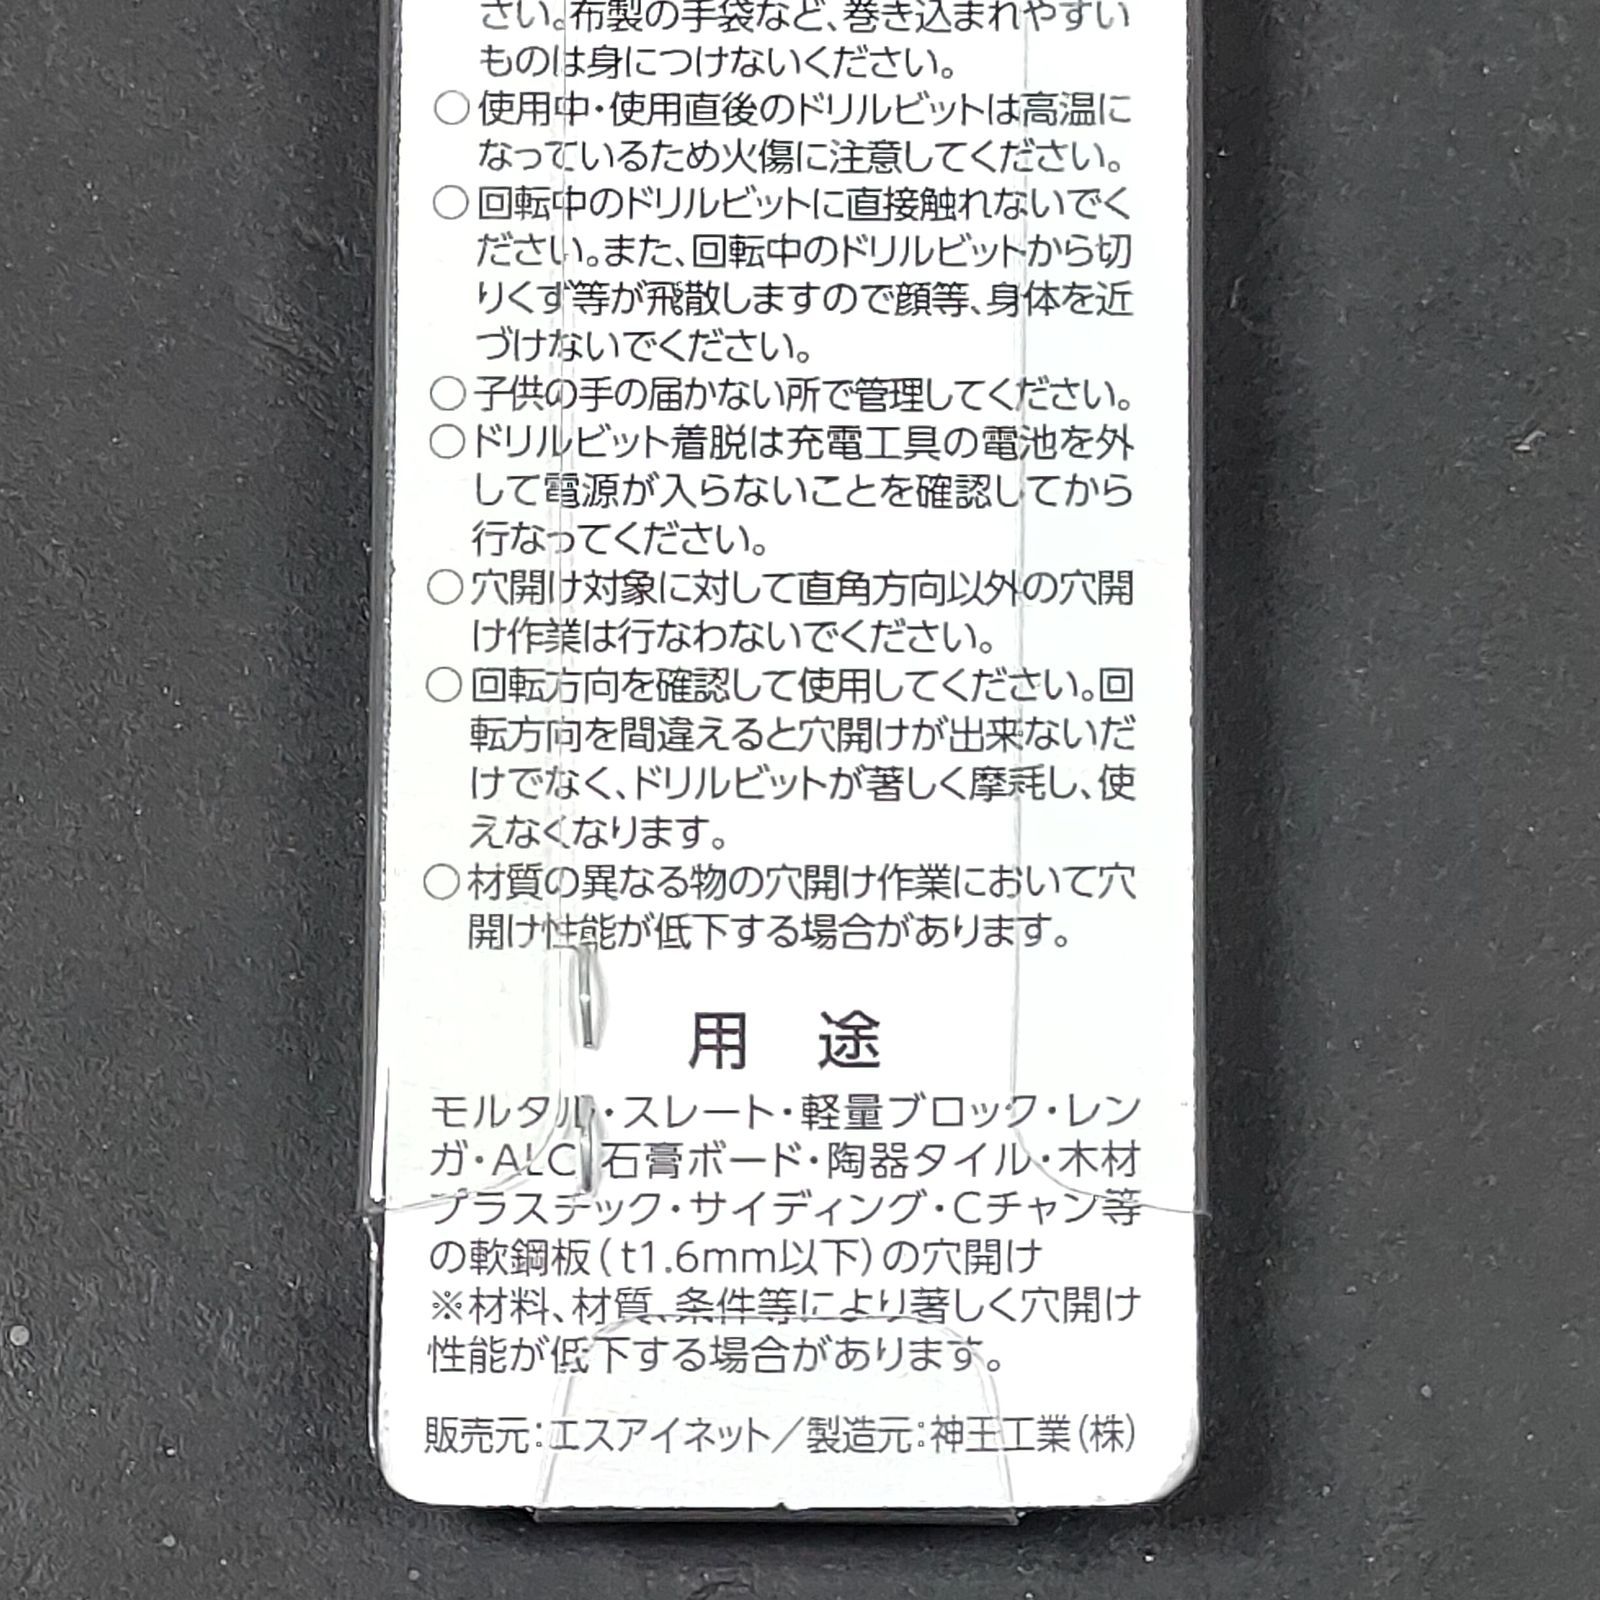 さい。布製の手袋など、巻き込まれやすい
ものは身につけないください。
○使用中・使用直後のドリルビットは高温に
なっているため火傷に注意してください。
○回転中のドリルビットに直接触れないでく
ださい。また、回転中のドリルビットから切
りくず等が飛散しますので顔等、身体を近
づけないでください。
○子供の手の届かない所で管理してください。
○ドリルビット着脱は充電工具の電池を外
して電源が入らないことを確認してから
行なってください。
○穴開け対象に対して直角方向以外の穴開
け作業は行なわないでください。
○回転方向を確認して使用してください。回
転方向を間違えると穴開けが出来ないだ
けでなく、ドリルビットが著しく摩耗し、使
えなくなります。
○材質の異なる物の穴開け作業において穴
開け性能が低下する場合があります。
用 途
モルタル・スレート・軽量ブロック・レン
ガ・ALC・石膏ボード・陶器タイル・木材
プラスチック・サイディング・Cチャン等
の軟鋼板(t1.6mm以下)の穴開け
※材料、材質、条件等により著しく穴開け
性能が低下する場合があります。
販売元:エスアイネット／製造元:神王工業(株)